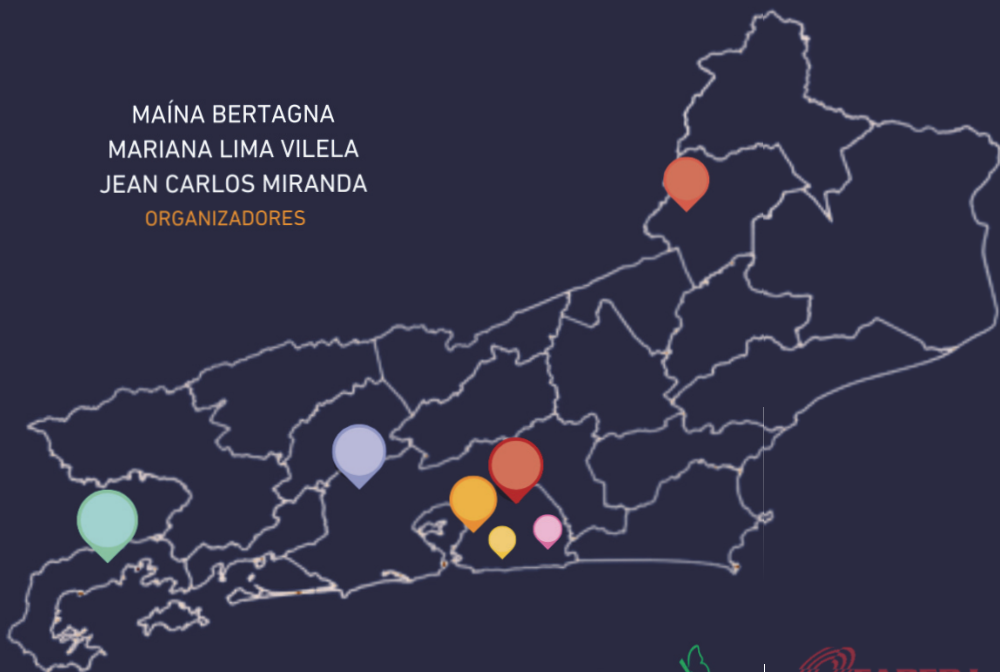 MAÍNA BERTAGNA
MARIANA LIMA VILELA
JEAN CARLOS MIRANDA
ORGANIZADORES